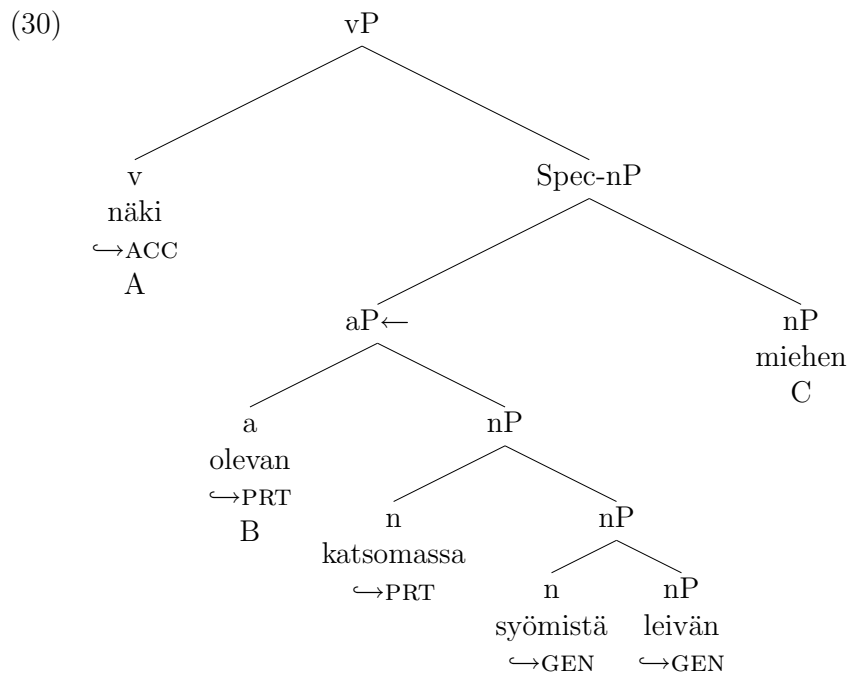 (30) vP
v Spec-nP
näki
↪ACC
A
aP← nP
miehen
C
a nP
olevan
↪PRT
B
n nP
katsomassa
↪PRT
n nP
syömistä leivän
↪GEN ↪GEN